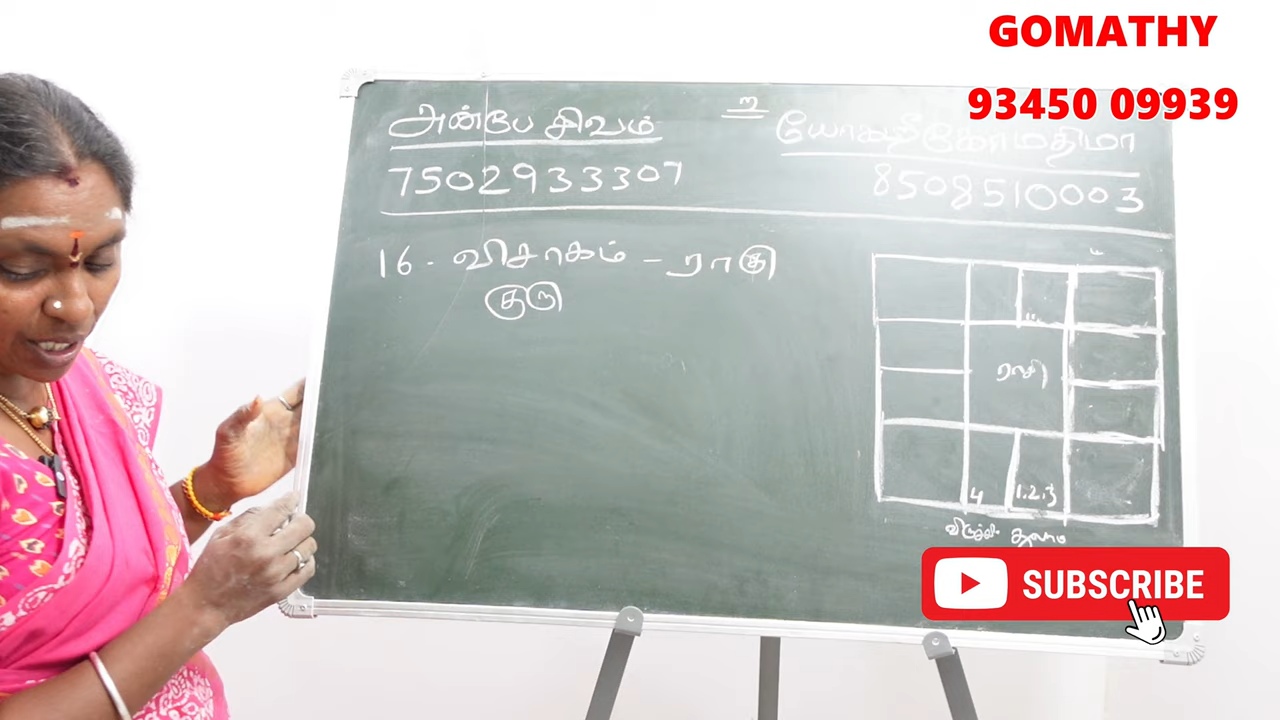 GOMATHY
93450 09939
அன்பே சிவம்
7502933307
யோகஸ்ரீ கோமதிமா
8508510003
16 - விசாகம் - ராகு
குரு
ராசி
4 1.2.3
துலாம்
SUBSCRIBE